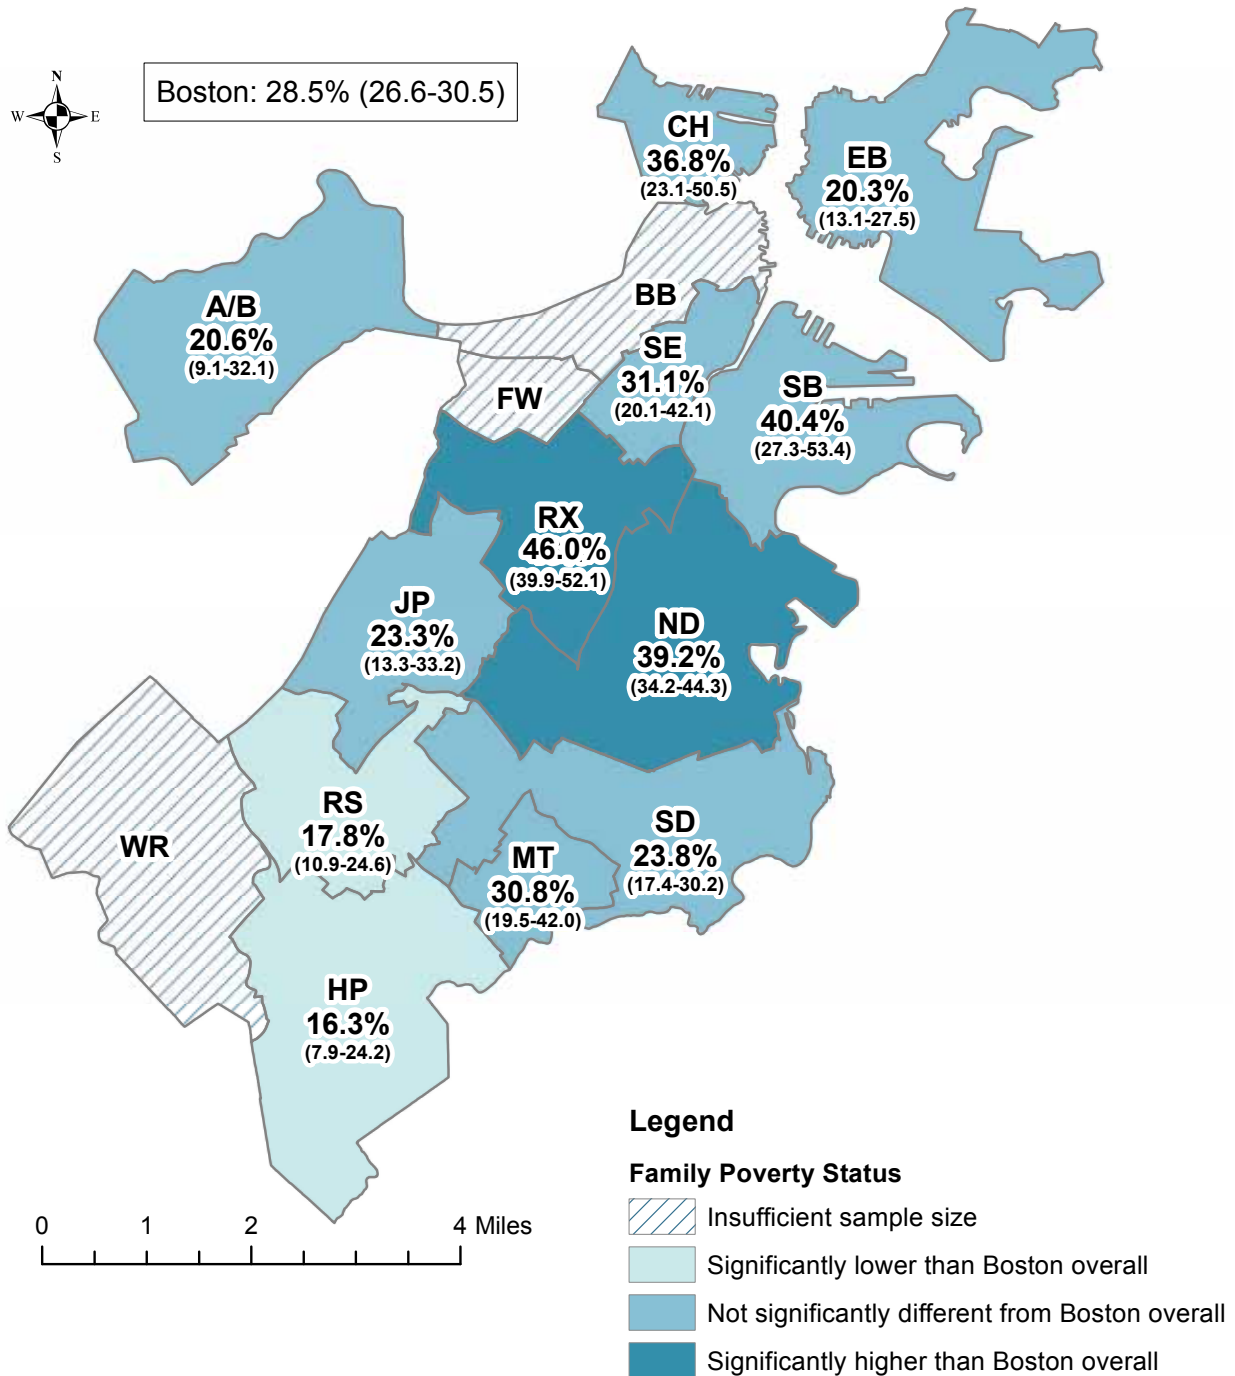 N
W E
S
Boston: 28.5% (26.6-30.5)
CH
36.8%
(23.1-50.5)
EB
20.3%
(13.1-27.5)
A/B
20.6%
(9.1-32.1)
BB
SE
31.1%
(20.1-42.1)
FW
SB
40.4%
(27.3-53.4)
RX
46.0%
(39.9-52.1)
JP
23.3%
(13.3-33.2)
ND
39.2%
(34.2-44.3)
RS
17.8%
(10.9-24.6)
WR
MT
30.8%
(19.5-42.0)
SD
23.8%
(17.4-30.2)
HP
16.3%
(7.9-24.2)
0 1 2 4 Miles
Legend
Family Poverty Status
Insufficient sample size
Significantly lower than Boston overall
Not significantly different from Boston overall
Significantly higher than Boston overall